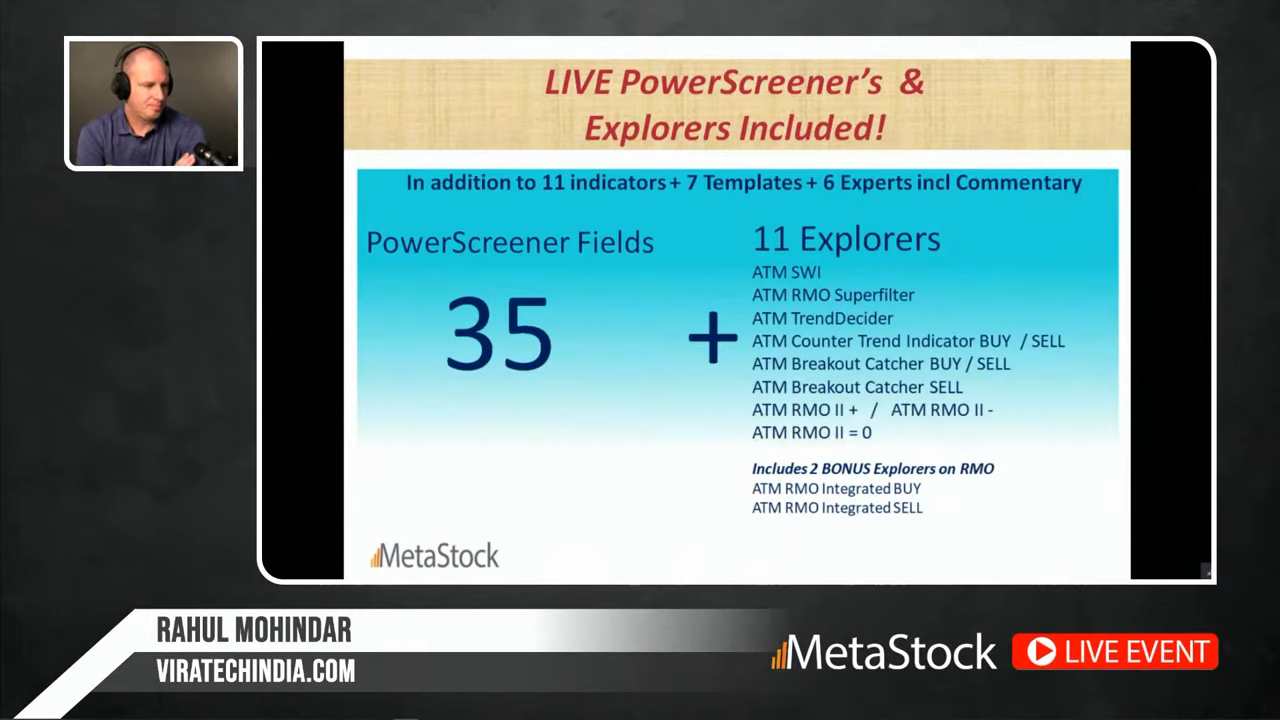 LIVE PowerScreener's &
Explorers Included!
In addition to 11 indicators + 7 Templates + 6 Experts incl Commentary
PowerScreener Fields
35
+
11 Explorers
ATM SWI
ATM RMO Superfilter
ATM TrendDecider
ATM Counter Trend Indicator BUY / SELL
ATM Breakout Catcher BUY / SELL
ATM Breakout Catcher SELL
ATM RMO II + / ATM RMO II -
ATM RMO II = 0
Includes 2 BONUS Explorers on RMO
ATM RMO Integrated BUY
ATM RMO Integrated SELL
MetaStock
RAHUL MOHINDAR
VIRATECHINDIA.COM
MetaStock
LIVE EVENT